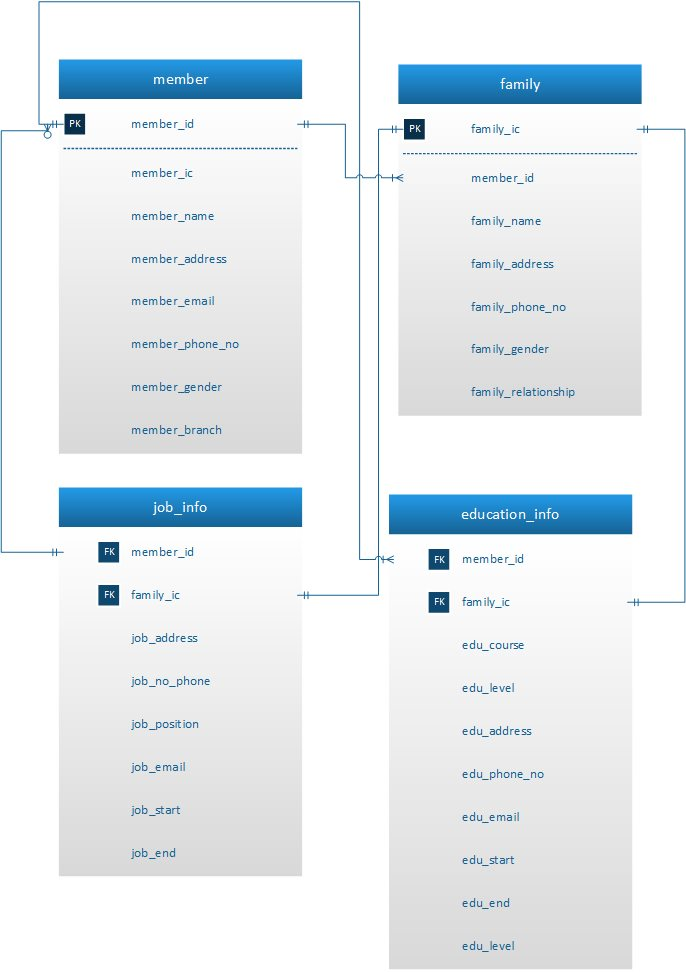 member
PK member_id
member_ic
member_name
member_address
member_email
member_phone_no
member_gender
member_branch
family
PK family_ic
member_id
family_name
family_address
family_phone_no
family_gender
family_relationship
job_info
FK member_id
FK family_ic
job_address
job_no_phone
job_position
job_email
job_start
job_end
education_info
FK member_id
FK family_ic
edu_course
edu_level
edu_address
edu_phone_no
edu_email
edu_start
edu_end
edu_level